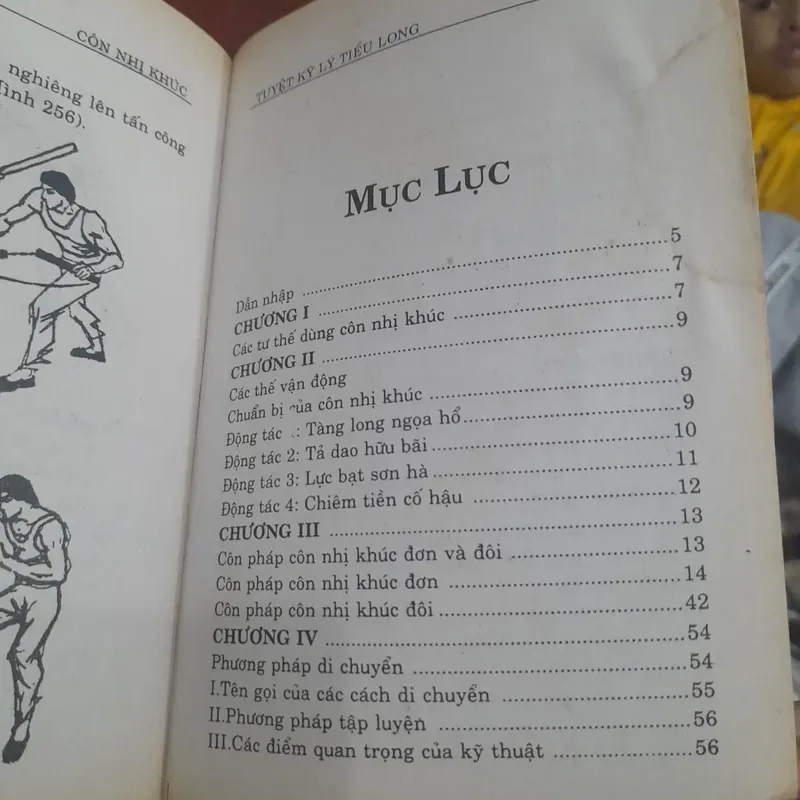 CÔN NHỊ KHÚC
nghiêng lên tấn công
256).
TUYỆT KỸ LÝ TIỂU LONG
MỤC LỤC
Dẫn nhập ..... 5
CHƯƠNG I ..... 7
Các tư thế dùng côn nhị khúc ..... 7
CHƯƠNG II ..... 9
Các thế vận động
Chuẩn bị của côn nhị khúc ..... 9
Động tác : Tàng long ngọa hổ ..... 9
Động tác 2: Tả dao hữu bãi ..... 10
Động tác 3: Lực bạt sơn hà ..... 11
Động tác 4: Chiêm tiền cố hậu ..... 12
CHƯƠNG III ..... 13
Côn pháp côn nhị khúc đơn và đôi ..... 13
Côn pháp côn nhị khúc đơn ..... 14
Côn pháp côn nhị khúc đôi ..... 42
CHƯƠNG IV ..... 54
Phương pháp di chuyển ..... 54
I.Tên gọi của các cách di chuyển ..... 55
II.Phương pháp tập luyện ..... 56
III.Các điểm quan trọng của kỹ thuật ..... 56